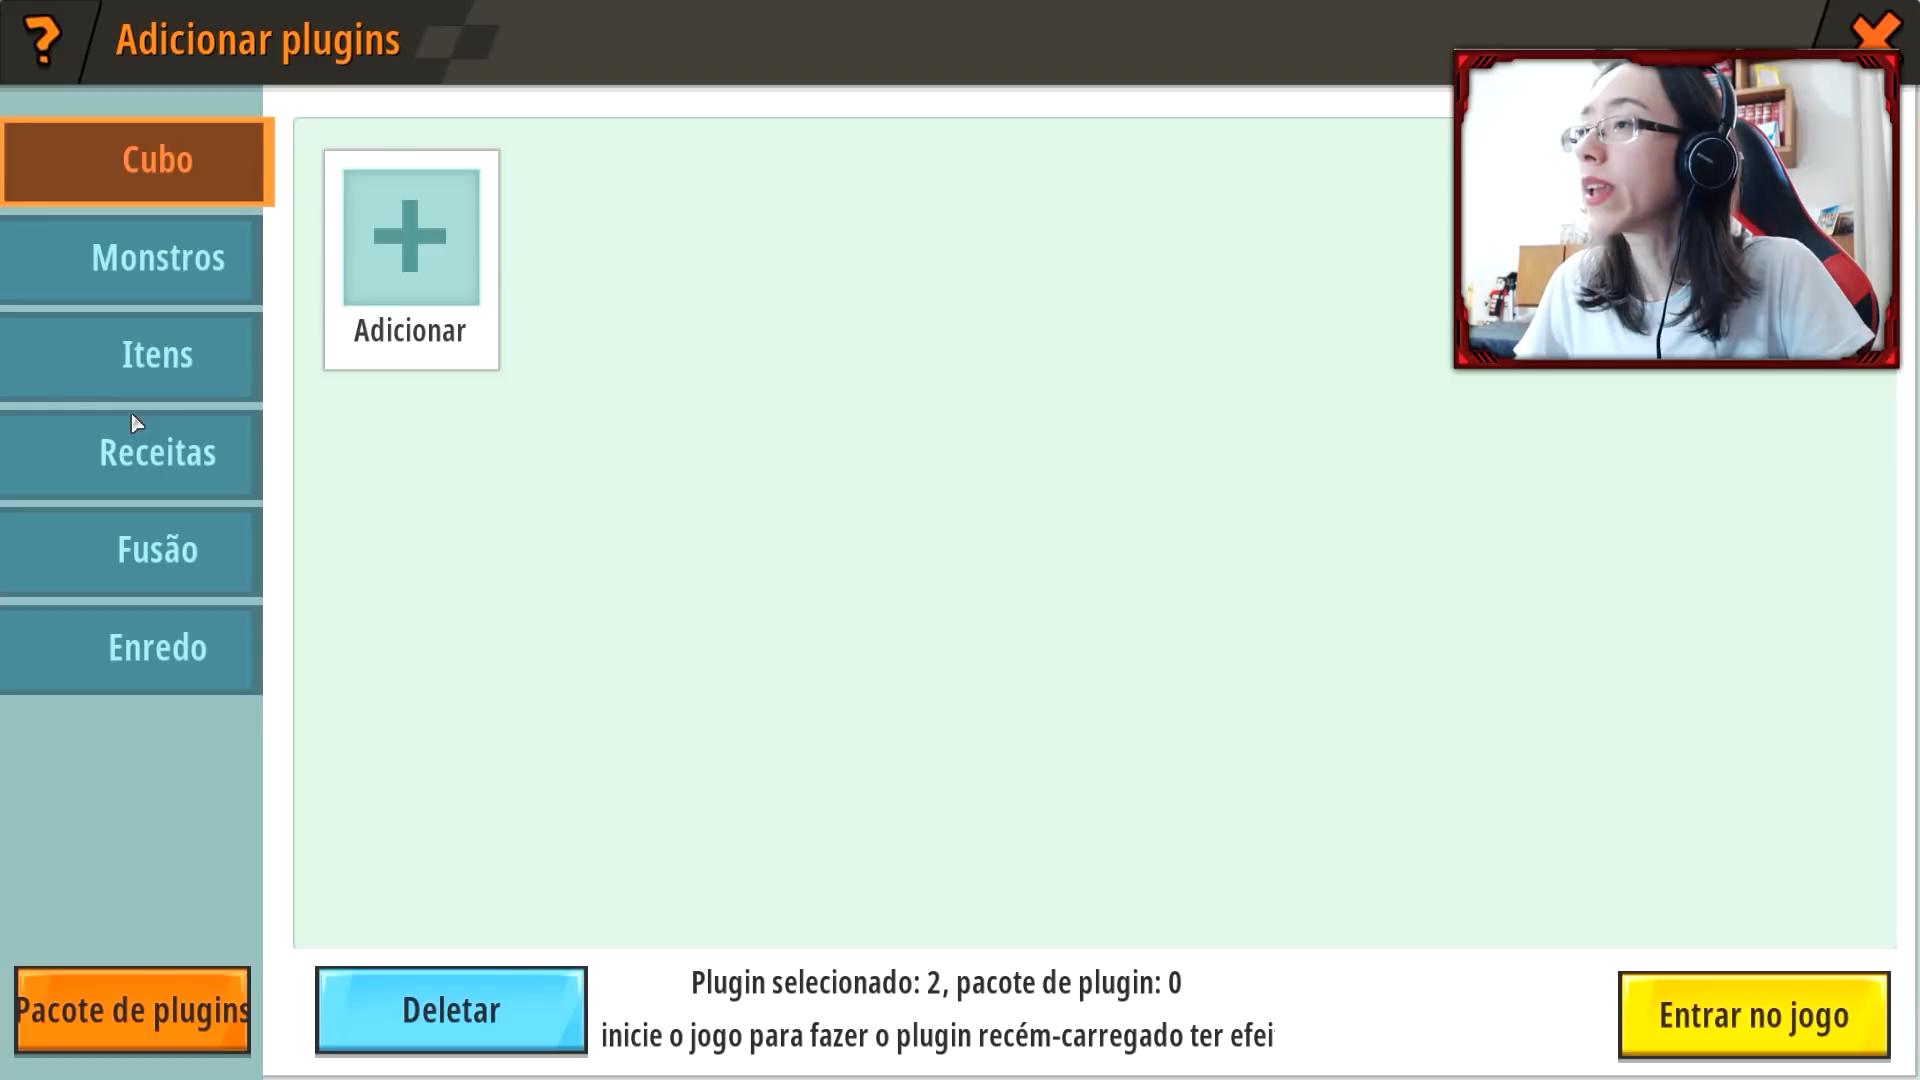 Adicionar plugins
Cubo
Monstros
Itens
Receitas
Fusão
Enredo
Adicionar
Pacote de plugins
Deletar
Plugin selecionado: 2, pacote de plugin: 0
inicie o jogo para fazer o plugin recém-carregado ter efei
Entrar no jogo